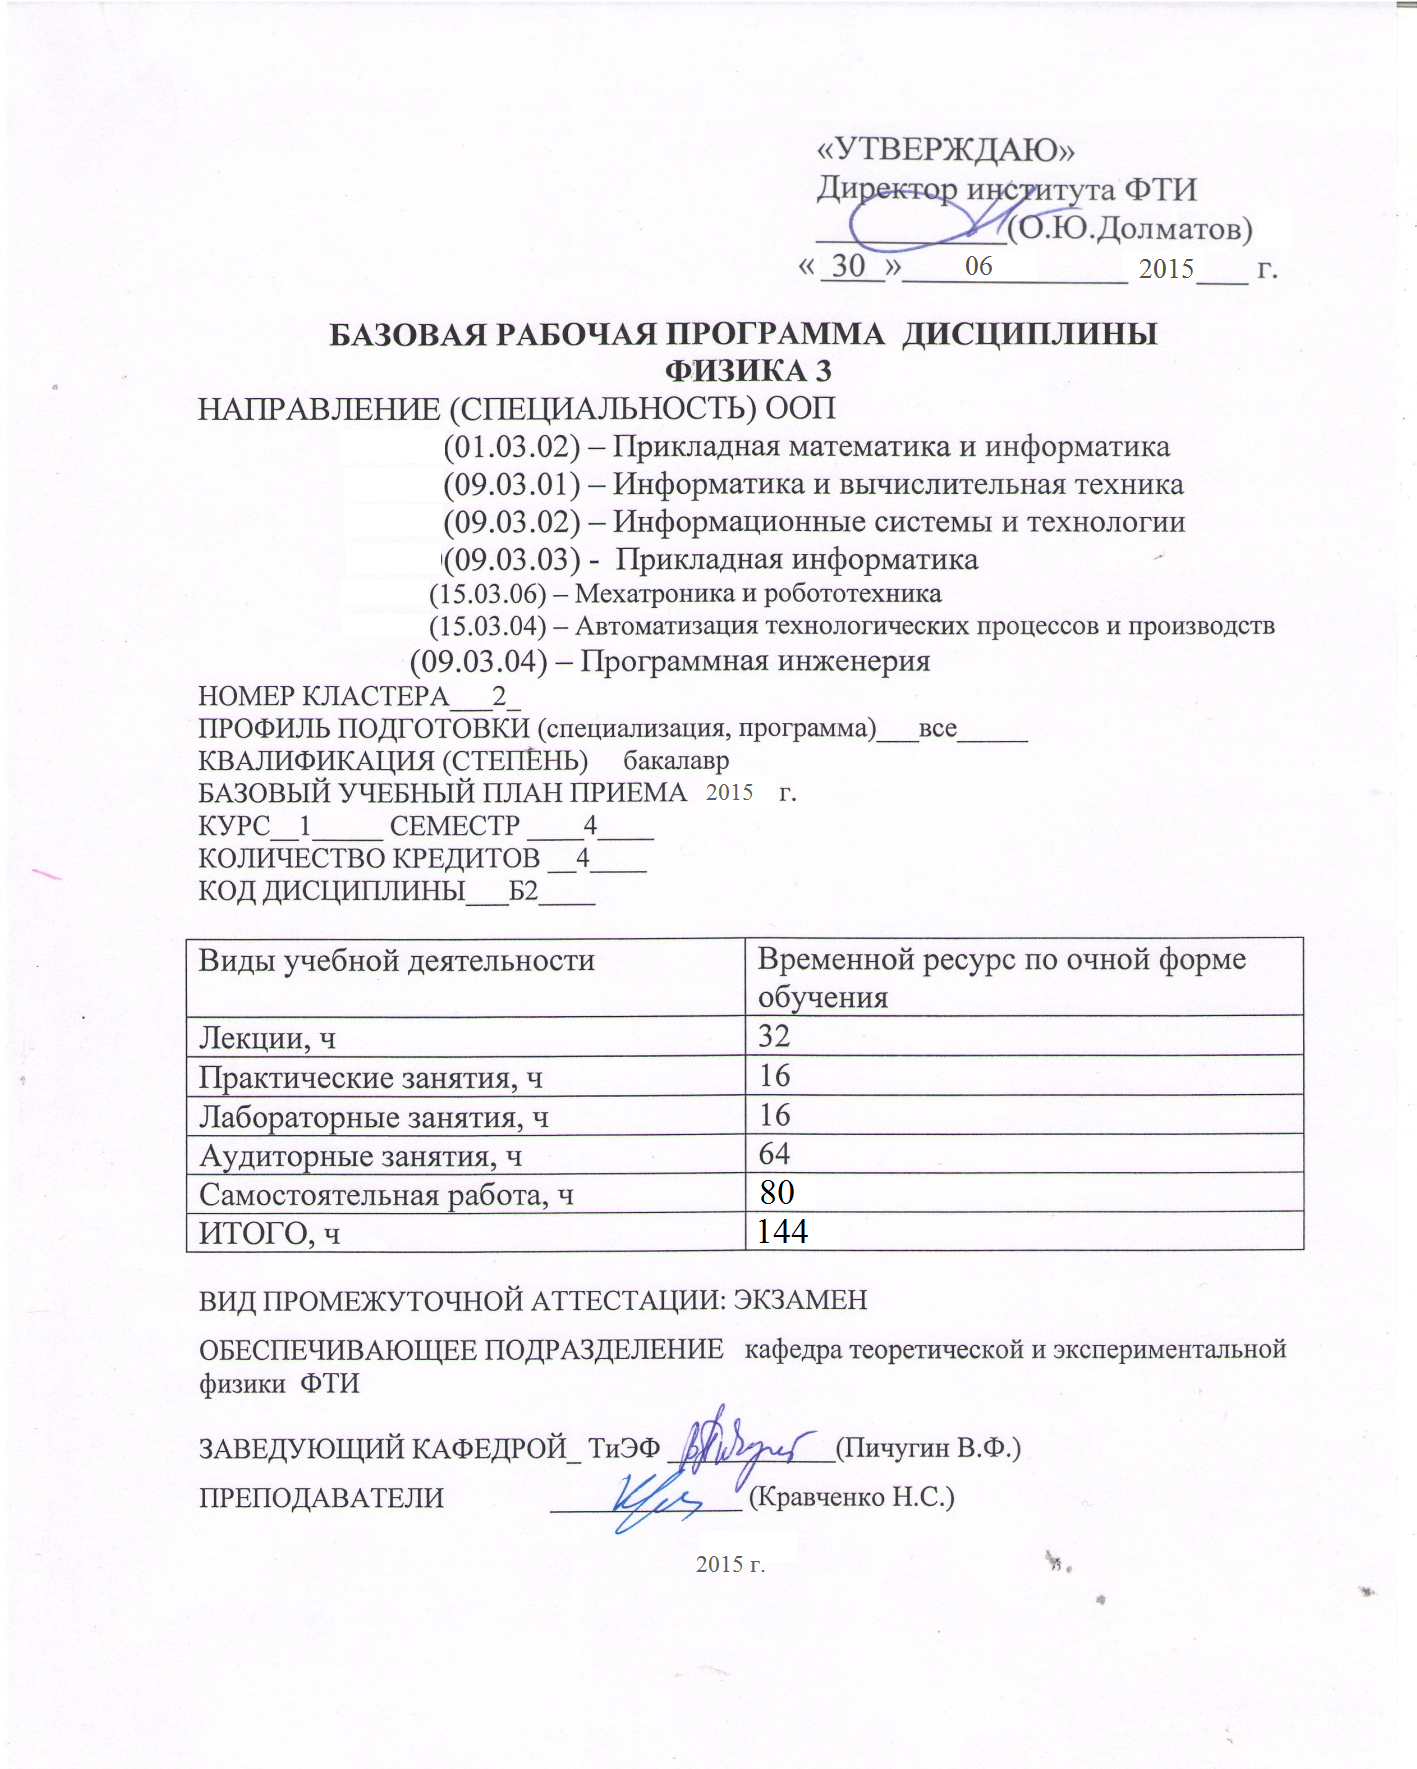 «УТВЕРЖДАЮ»
Директор института ФТИ
____________(О.Ю.Долматов)
« 30 »______________ 06 2015___ г.
БАЗОВАЯ РАБОЧАЯ ПРОГРАММА ДИСЦИПЛИНЫ
ФИЗИКА 3
НАПРАВЛЕНИЕ (СПЕЦИАЛЬНОСТЬ) ООП
(01.03.02) – Прикладная математика и информатика
(09.03.01) – Информатика и вычислительная техника
(09.03.02) – Информационные системы и технологии
(09.03.03) - Прикладная информатика
(15.03.06) – Мехатроника и робототехника
(15.03.04) – Автоматизация технологических процессов и производств
(09.03.04) – Программная инженерия
НОМЕР КЛАСТЕРА___2_
ПРОФИЛЬ ПОДГОТОВКИ (специализация, программа)___все_____
КВАЛИФИКАЦИЯ (СТЕПЕНЬ) бакалавр
БАЗОВЫЙ УЧЕБНЫЙ ПЛАН ПРИЕМА 2015 г.
КУРС__1_____ СЕМЕСТР ____4____
КОЛИЧЕСТВО КРЕДИТОВ __4____
КОД ДИСЦИПЛИНЫ___Б2____
Виды учебной деятельности Временной ресурс по очной форме
обучения
Лекции, ч 32
Практические занятия, ч 16
Лабораторные занятия, ч 16
Аудиторные занятия, ч 64
Самостоятельная работа, ч 80
ИТОГО, ч 144
ВИД ПРОМЕЖУТОЧНОЙ АТТЕСТАЦИИ: ЭКЗАМЕН
ОБЕСПЕЧИВАЮЩЕЕ ПОДРАЗДЕЛЕНИЕ кафедра теоретической и экспериментальной
физики ФТИ
ЗАВЕДУЮЩИЙ КАФЕДРОЙ_ ТиЭФ ____________(Пичугин В.Ф.)
ПРЕПОДАВАТЕЛИ ______________ (Кравченко Н.С.)
2015 г.